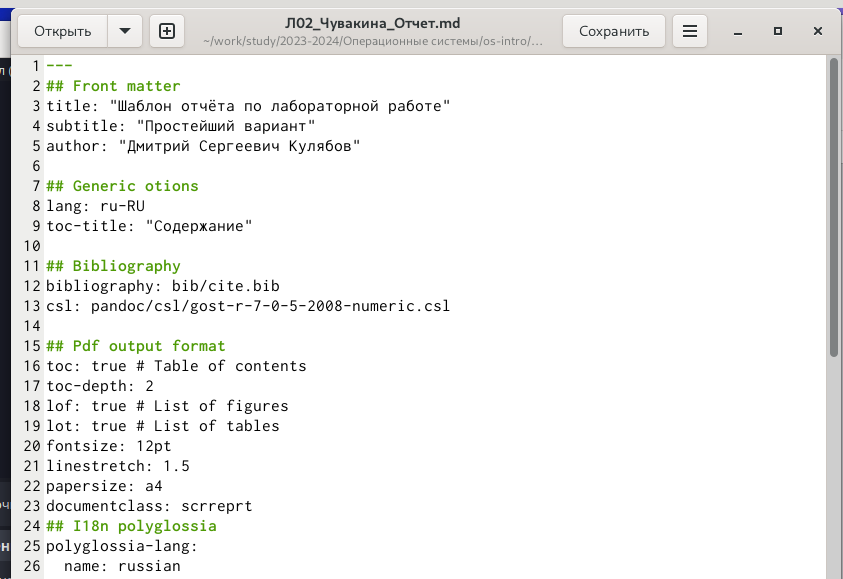 Открыть
Л02_Чувакина_Отчет.md
~/work/study/2023-2024/Операционные системы/os-intro/...
Сохранить
1 ---
2 ## Front matter
3 title: "Шаблон отчёта по лабораторной работе"
4 subtitle: "Простейший вариант"
5 author: "Дмитрий Сергеевич Кулябов"
6
7 ## Generic otions
8 lang: ru-RU
9 toc-title: "Содержание"
10
11 ## Bibliography
12 bibliography: bib/cite.bib
13 csl: pandoc/csl/gost-r-7-0-5-2008-numeric.csl
14
15 ## Pdf output format
16 toc: true # Table of contents
17 toc-depth: 2
18 lof: true # List of figures
19 lot: true # List of tables
20 fontsize: 12pt
21 linestretch: 1.5
22 papersize: a4
23 documentclass: scrreprt
24 ## I18n polyglossia
25 polyglossia-lang:
26   name: russian